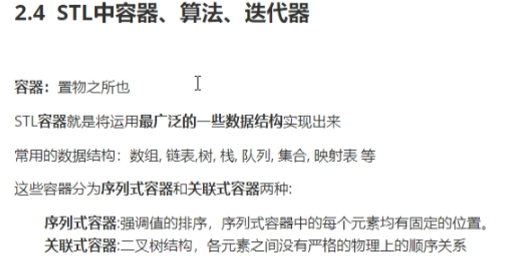 2.4 STL中容器、算法、迭代器
容器：置物之所也
STL容器就是将运用最广泛的一些数据结构实现出来
常用的数据结构：数组, 链表,树, 栈, 队列, 集合, 映射表 等
这些容器分为序列式容器和关联式容器两种:
序列式容器:强调值的排序，序列式容器中的每个元素均有固定的位置。
关联式容器:二叉树结构，各元素之间没有严格的物理上的顺序关系